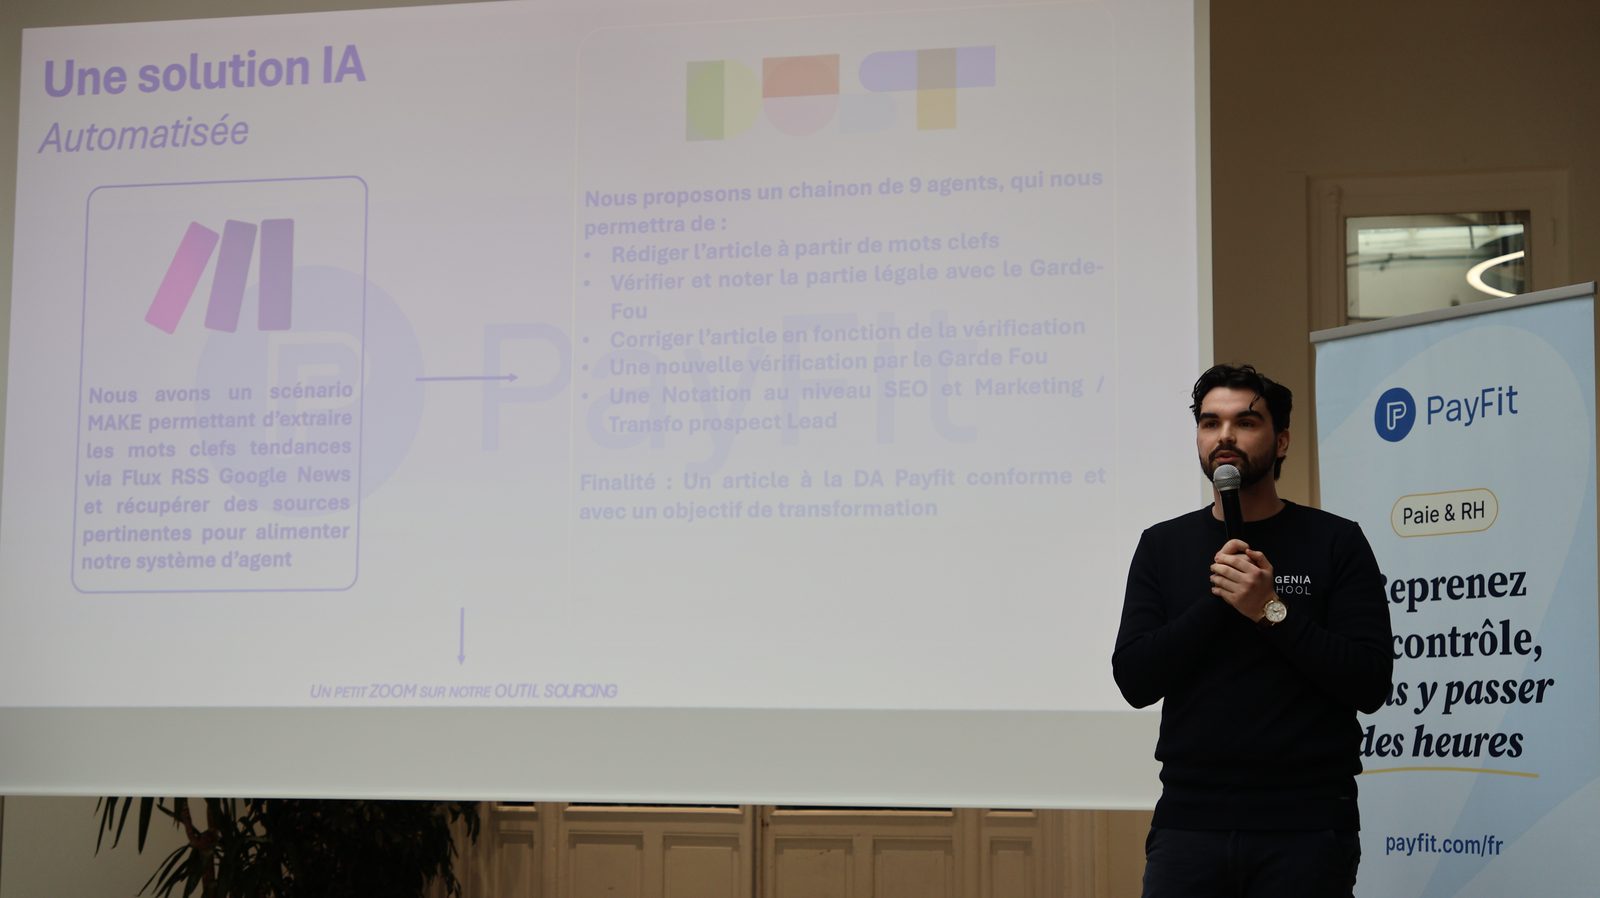 Une solution IA
Automatisée
Nous avons un scénario
MAKE permettant d'extraire
les mots clefs tendances
via Flux RSS Google News
et récupérer des sources
pertinentes pour alimenter
notre système d'agent
DUST
Nous proposons un chainon de 9 agents, qui nous
permettra de :
• Rédiger l'article à partir de mots clefs
• Vérifier et noter la partie légale avec le Garde-
Fou
• Corriger l'article en fonction de la vérification
• Une nouvelle vérification par le Garde Fou
• Une Notation au niveau SEO et Marketing /
Transfo prospect Lead
Finalité : Un article à la DA Payfit conforme et
avec un objectif de transformation
PayFit
UN PETIT ZOOM SUR NOTRE OUTIL SOURCING
GENIA
HOOL
PayFit
Paie & RH
Reprenez
contrôle,
s y passer
des heures
payfit.com/fr